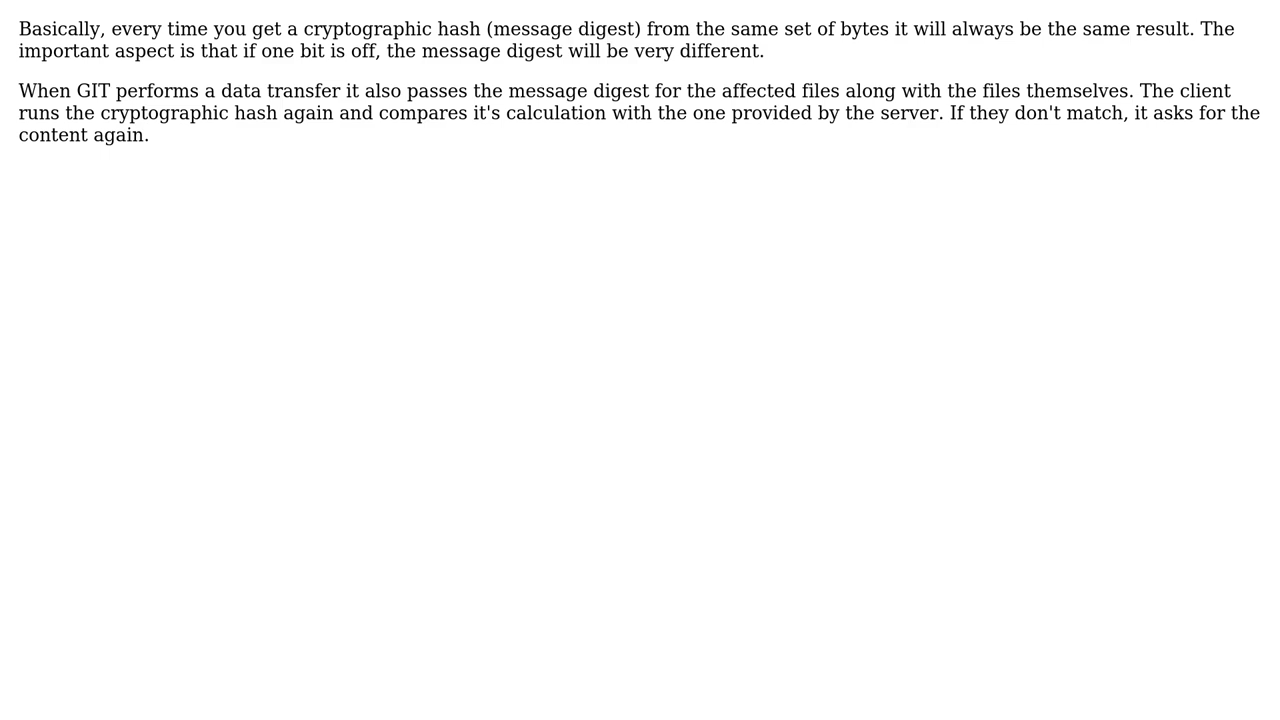 Basically, every time you get a cryptographic hash (message digest) from the same set of bytes it will always be the same result. The
important aspect is that if one bit is off, the message digest will be very different.
When GIT performs a data transfer it also passes the message digest for the affected files along with the files themselves. The client
runs the cryptographic hash again and compares it's calculation with the one provided by the server. If they don't match, it asks for the
content again.